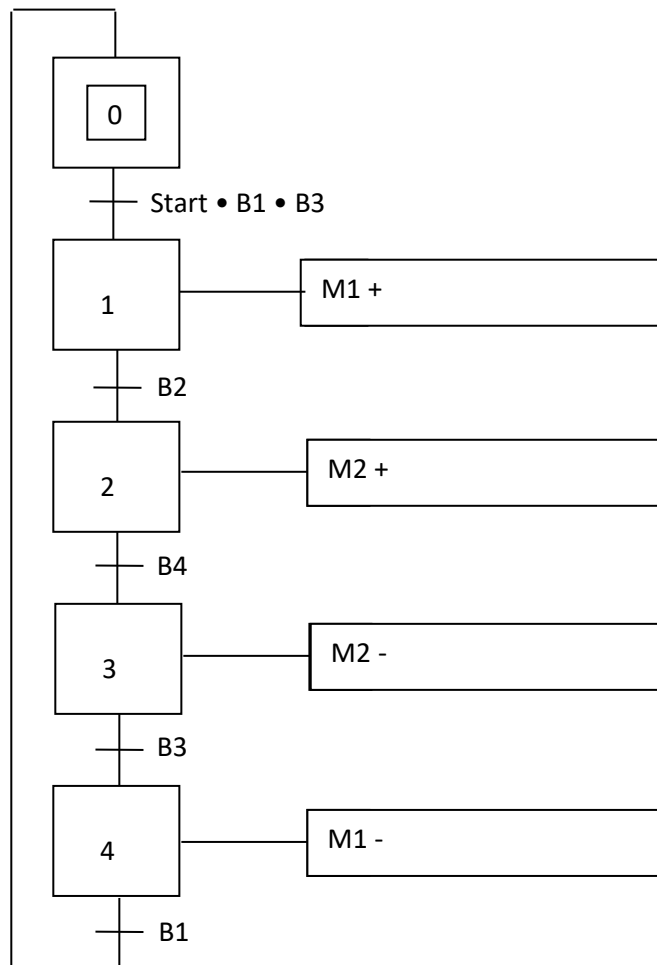 0
Start • B1 • B3
1
M1 +
B2
2
M2 +
B4
3
M2 -
B3
4
M1 -
B1